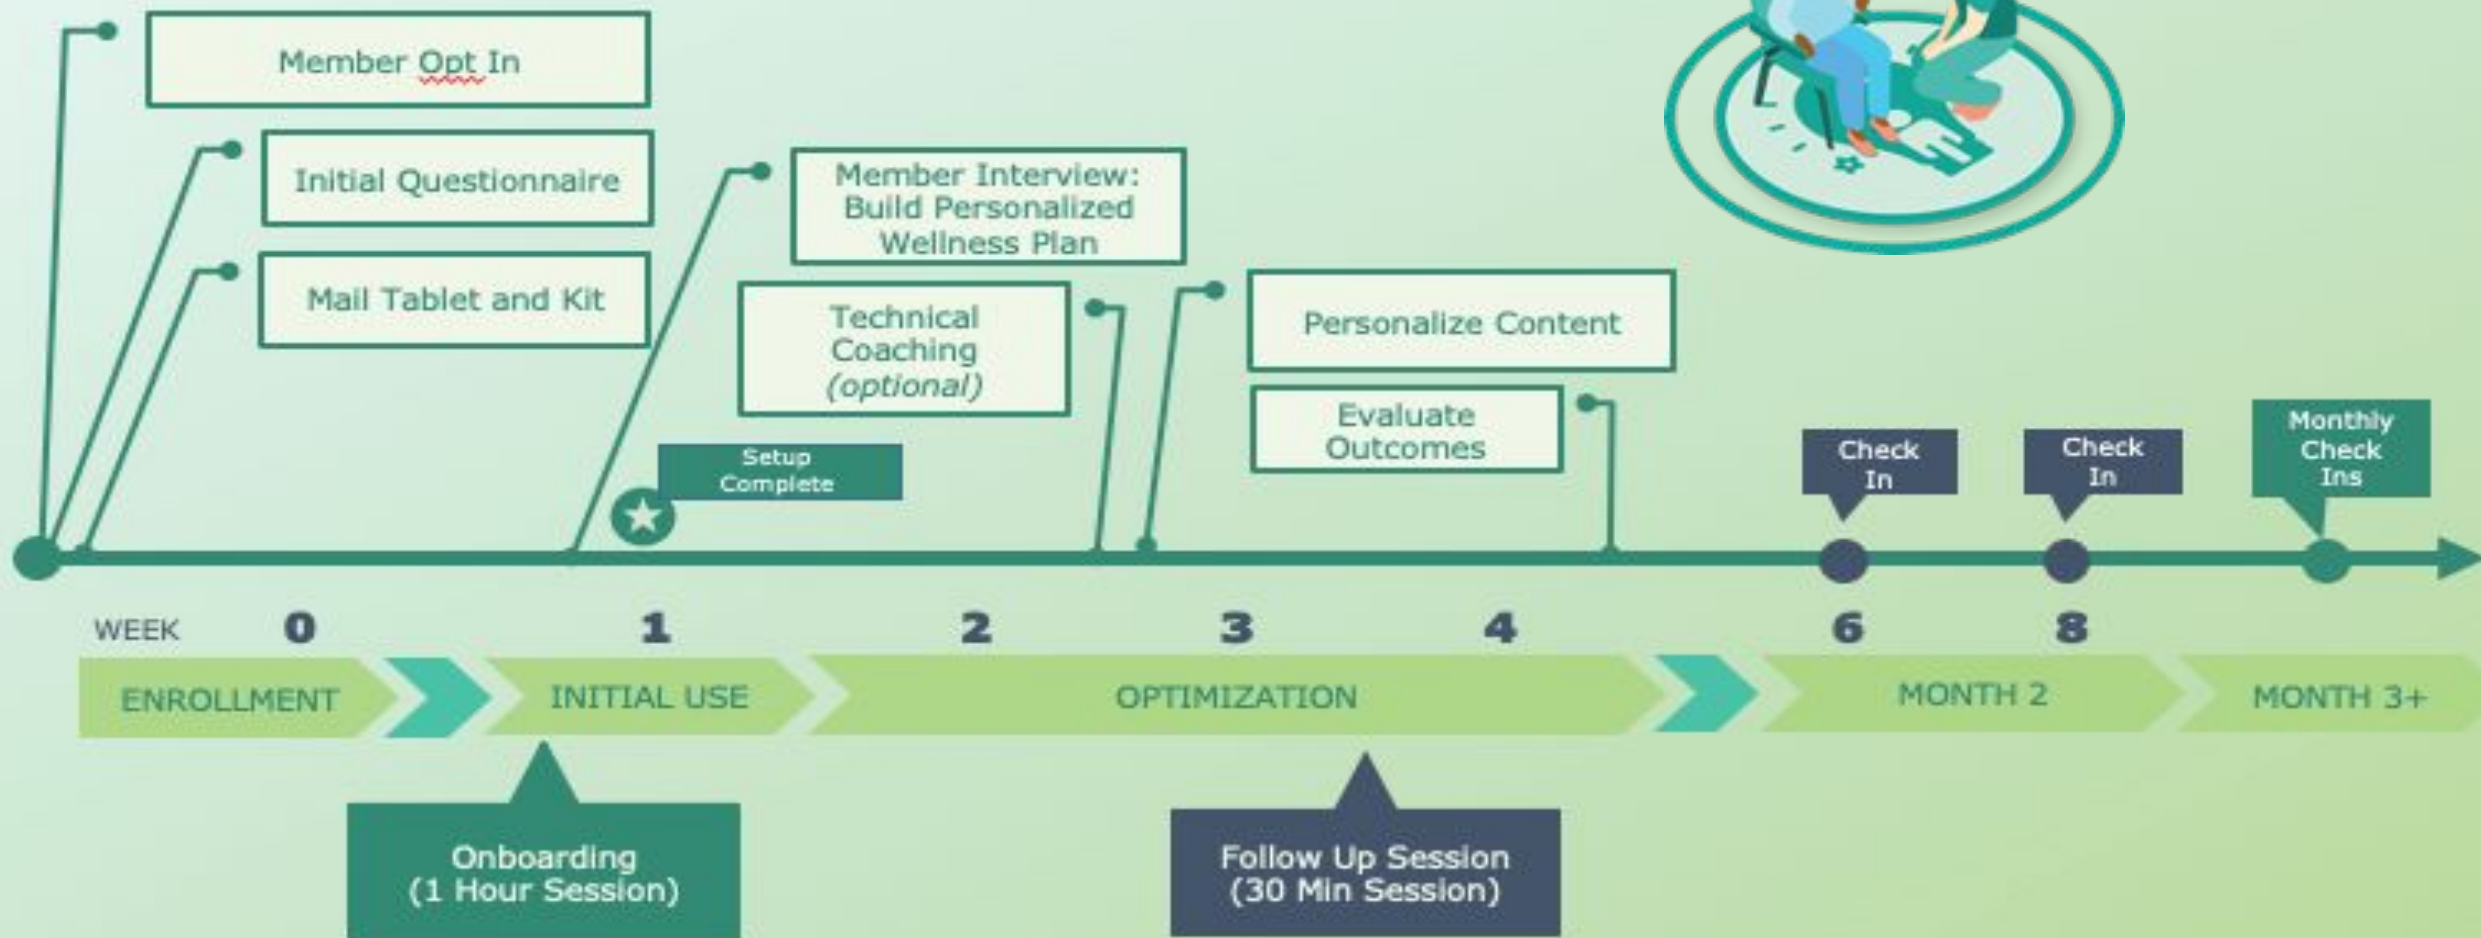 Member Opt In
Initial Questionnaire
Mail Tablet and Kit
Member Interview:
Build Personalized
Wellness Plan
Technical
Coaching
(optional)
Setup
Complete
Personalize Content
Evaluate
Outcomes
Check
In
Check
In
Monthly
Check
Ins
WEEK 0 1 2 3 4 6 8
ENROLLMENT INITIAL USE OPTIMIZATION MONTH 2 MONTH 3+
Onboarding
(1 Hour Session)
Follow Up Session
(30 Min Session)